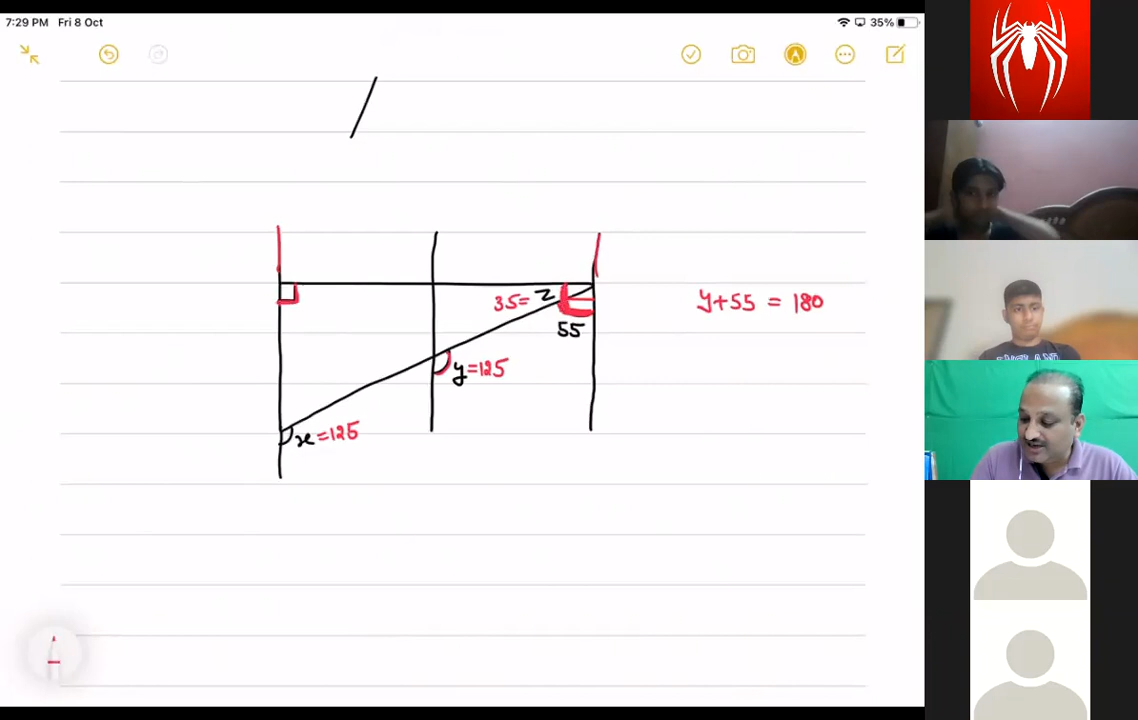 7:29 PM Fri 8 Oct
35%
35= z
y+55 = 180
55
y=125
x=125